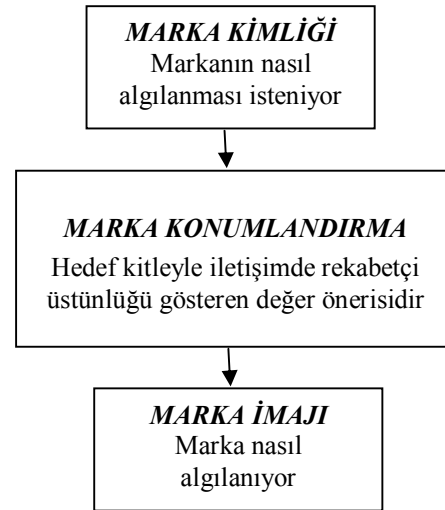 MARKA KİMLİĞİ
Markanın nasıl
algılanması isteniyor
MARKA KONUMLANDIRMA
Hedef kitleyle iletişimde rekabetçi
üstünlüğü gösteren değer önerisidir
MARKA İMAJI
Marka nasıl
algılanıyor